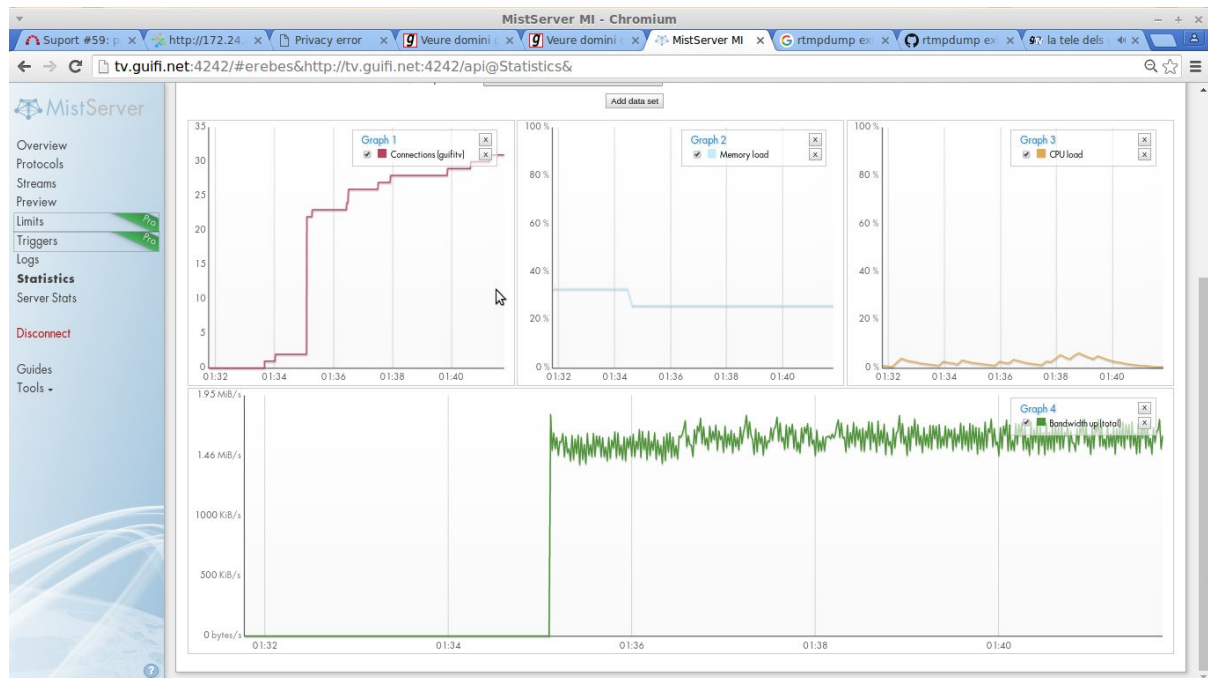 MistServer MI - Chromium
Suport #59: p
http://172.24.
Privacy error
Veure domini
Veure domini
MistServer MI
rtmpdump ex
rtmpdump ex
la tele dels
tv.guifi.net:4242/#erebes&http://tv.guifi.net:4242/api@Statistics&
MistServer
Overview
Protocols
Streams
Preview
Limits Pro
Triggers Pro
Logs
Statistics
Server Stats
Disconnect
Guides
Tools
Add data set
Graph 1 X
Connections (guifitv) X
35
30
25
20
15
10
5
0
01:32 01:34 01:36 01:38 01:40
Graph 2 X
Memory load X
100 %
80 %
60 %
40 %
20 %
0 %
01:32 01:34 01:36 01:38 01:40
Graph 3 X
CPU load X
100 %
80 %
60 %
40 %
20 %
0 %
01:32 01:34 01:36 01:38 01:40
Graph 4 X
Bandwidth up (total) X
1.95 MiB/s
1.46 MiB/s
1000 KiB/s
500 KiB/s
0 bytes/s
01:32 01:34 01:36 01:38 01:40
?